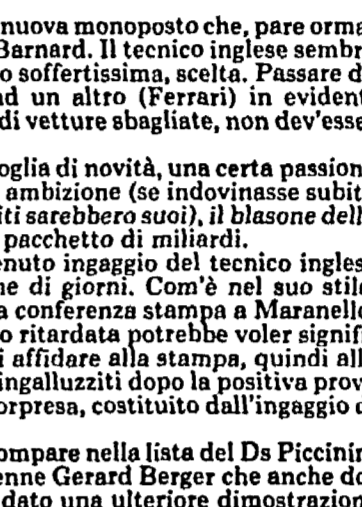 nuova monoposto che, pare orma
Barnard. Il tecnico inglese sembr
o soffertissima, scelta. Passare d
ad un altro (Ferrari) in evident
di vetture sbagliate, non dev'esse
oglia di novità, una certa passion
ambizione (se indovinasse subit
iti sarebbero suoi), il blasone dell
pacchetto di miliardi.
enuto ingaggio del tecnico ingles
ne di giorni. Com'è nel suo stil
a conferenza stampa a Maranell
o ritardata potrebbe voler signif
i affidare alla stampa, quindi all
ingalluzziti dopo la positiva prov
orpresa, costituito dall'ingaggio d
ompare nella lista del Ds Piccinin
enne Gerard Berger che anche do
dato una ulteriore dimostrazion